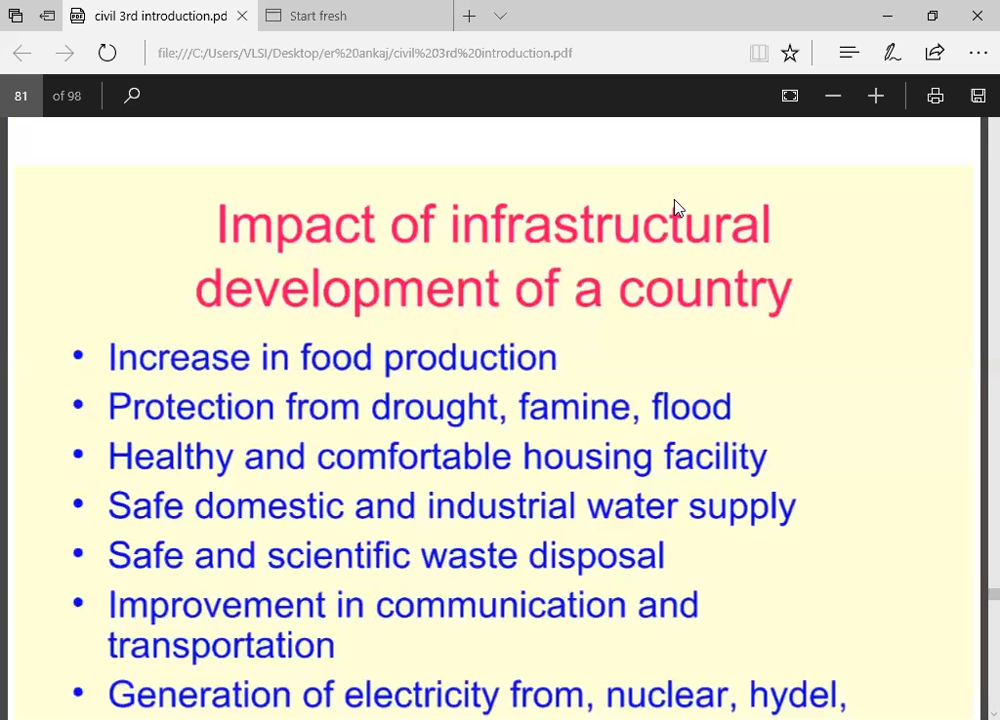 civil 3rd introduction.pd
Start fresh
file:///C:/Users/VLSI/Desktop/er%20ankaj/civil%203rd%20introduction.pdf
81 of 98
Impact of infrastructural
development of a country
• Increase in food production
• Protection from drought, famine, flood
• Healthy and comfortable housing facility
• Safe domestic and industrial water supply
• Safe and scientific waste disposal
• Improvement in communication and
transportation
• Generation of electricity from, nuclear, hydel,